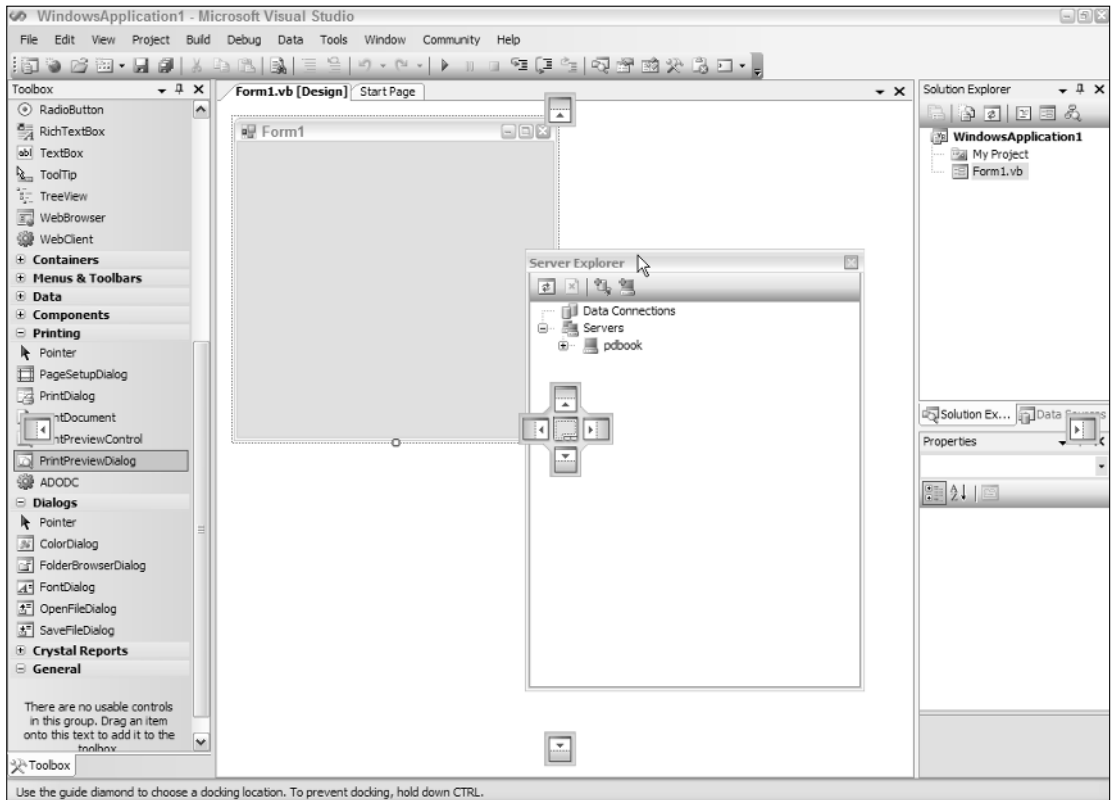 WindowsApplication1 - Microsoft Visual Studio
File Edit View Project Build Debug Data Tools Window Community Help
Toolbox
RadioButton
RichTextBox
abl TextBox
ToolTip
TreeView
WebBrowser
WebClient
Containers
Menus & Toolbars
Data
Components
Printing
Pointer
PageSetupDialog
PrintDialog
ntDocument
ntPreviewControl
PrintPreviewDialog
ADODC
Dialogs
Pointer
ColorDialog
FolderBrowserDialog
FontDialog
OpenFileDialog
SaveFileDialog
Crystal Reports
General
There are no usable controls
in this group. Drag an item
onto this text to add it to the
toolbox.
Toolbox
Form1.vb [Design] Start Page
Form1
Server Explorer
Data Connections
Servers
pdbook
Solution Explorer
WindowsApplication1
My Project
Form1.vb
Solution Ex... Data Sources
Properties
Use the guide diamond to choose a docking location. To prevent docking, hold down CTRL.